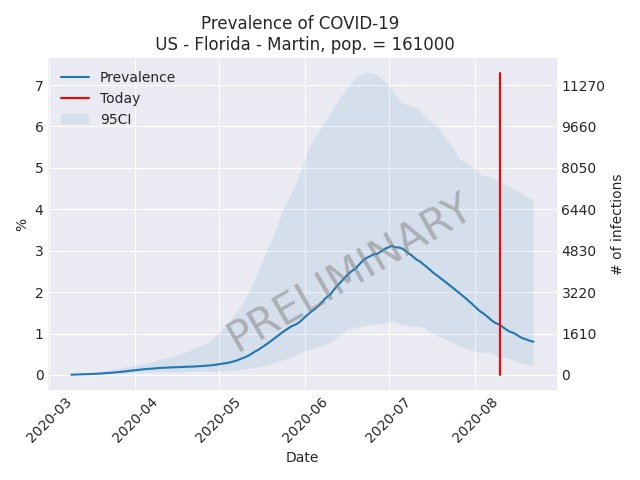 Prevalence of COVID-19
US - Florida - Martin, pop. = 161000
Prevalence
Today
95CI
PRELIMINARY
7
6
5
4
3
2
1
0
%
11270
9660
8050
6440
4830
3220
1610
0
# of infections
2020-03
2020-04
2020-05
2020-06
2020-07
2020-08
Date